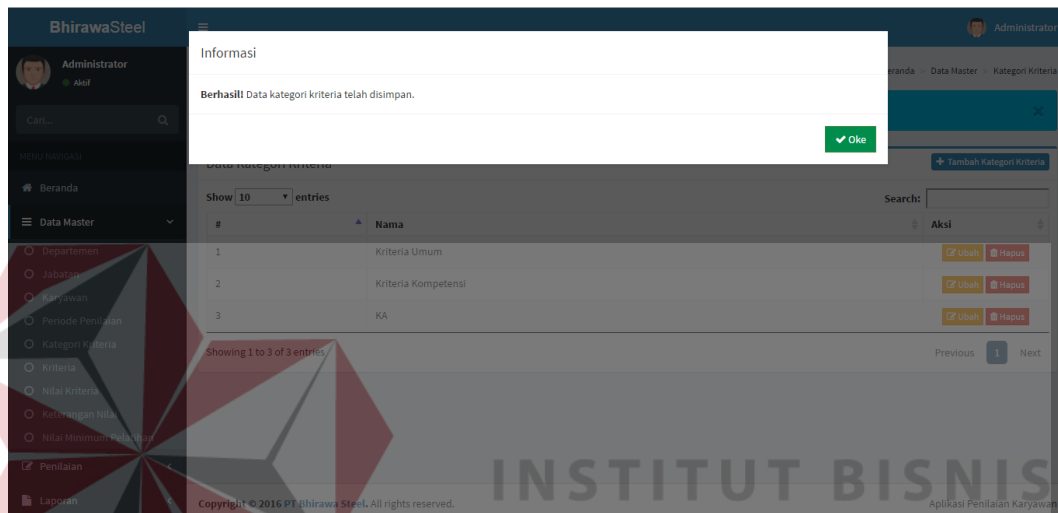 BhirawaSteel
Administrator
Administrator
Aktif
Cari...
MENU NAVIGASI
Beranda
Data Master
Departemen
Jabatan
Karyawan
Periode Penilaian
Kategori Kriteria
Kriteria
Nilai Kriteria
Keterangan Nilai
Nilai Minimum Pelatihan
Penilaian
Laporan
Informasi
Berhasil! Data kategori kriteria telah disimpan.
Oke
eranda > Data Master > Kategori Kriteria
Data Kategori Kriteria
Tambah Kategori Kriteria
Show 10 entries
Search:
# Nama Aksi
1 Kriteria Umum Ubah Hapus
2 Kriteria Kompetensi Ubah Hapus
3 KA Ubah Hapus
Showing 1 to 3 of 3 entries
Previous 1 Next
INSTITUT BISNIS
Copyright © 2016 PT Bhirawa Steel. All rights reserved.
Aplikasi Penilaian Karyawan